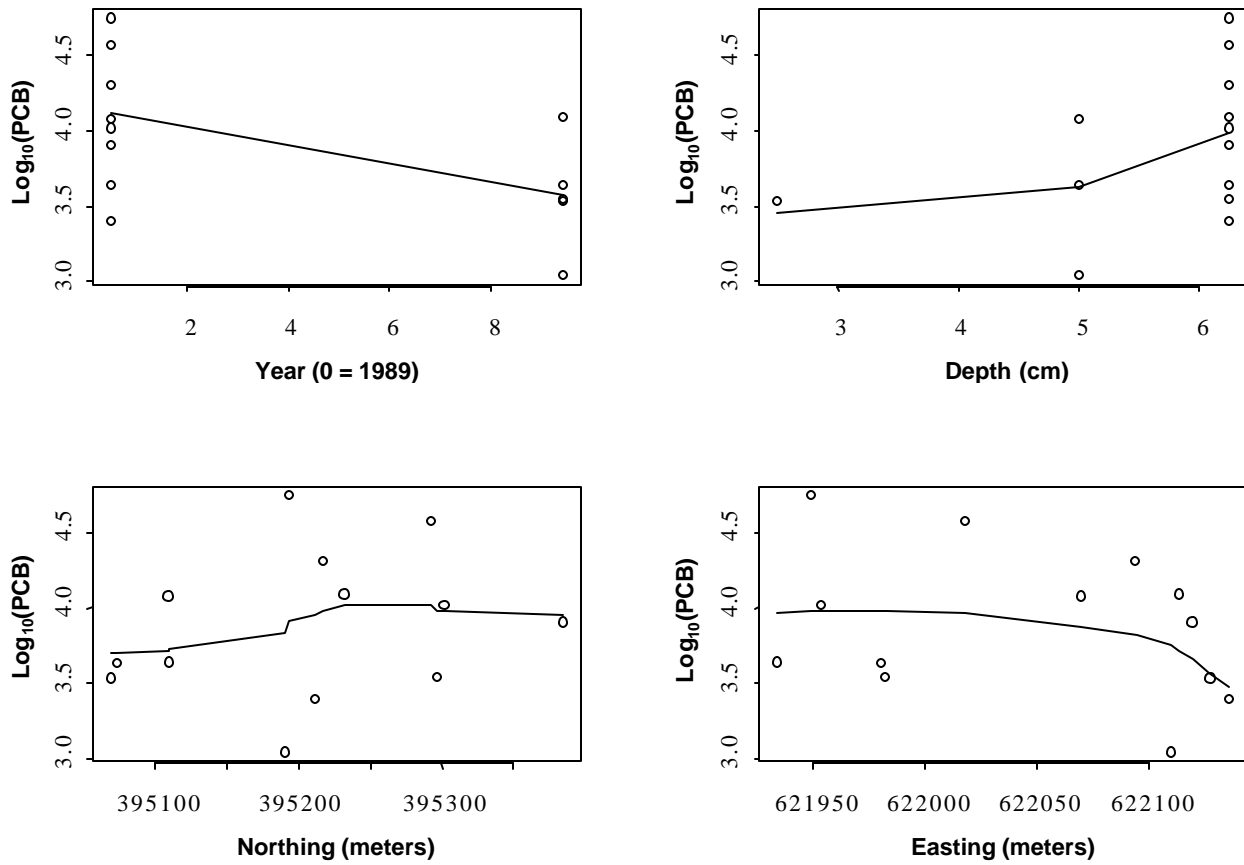 Log10(PCB)
4.5
4.0
3.5
3.0
2 4 6 8
Year (0 = 1989)
Log10(PCB)
4.5
4.0
3.5
3.0
3 4 5 6
Depth (cm)
Log10(PCB)
4.5
4.0
3.5
3.0
395100 395200 395300
Northing (meters)
Log10(PCB)
4.5
4.0
3.5
3.0
621950 622000 622050 622100
Easting (meters)